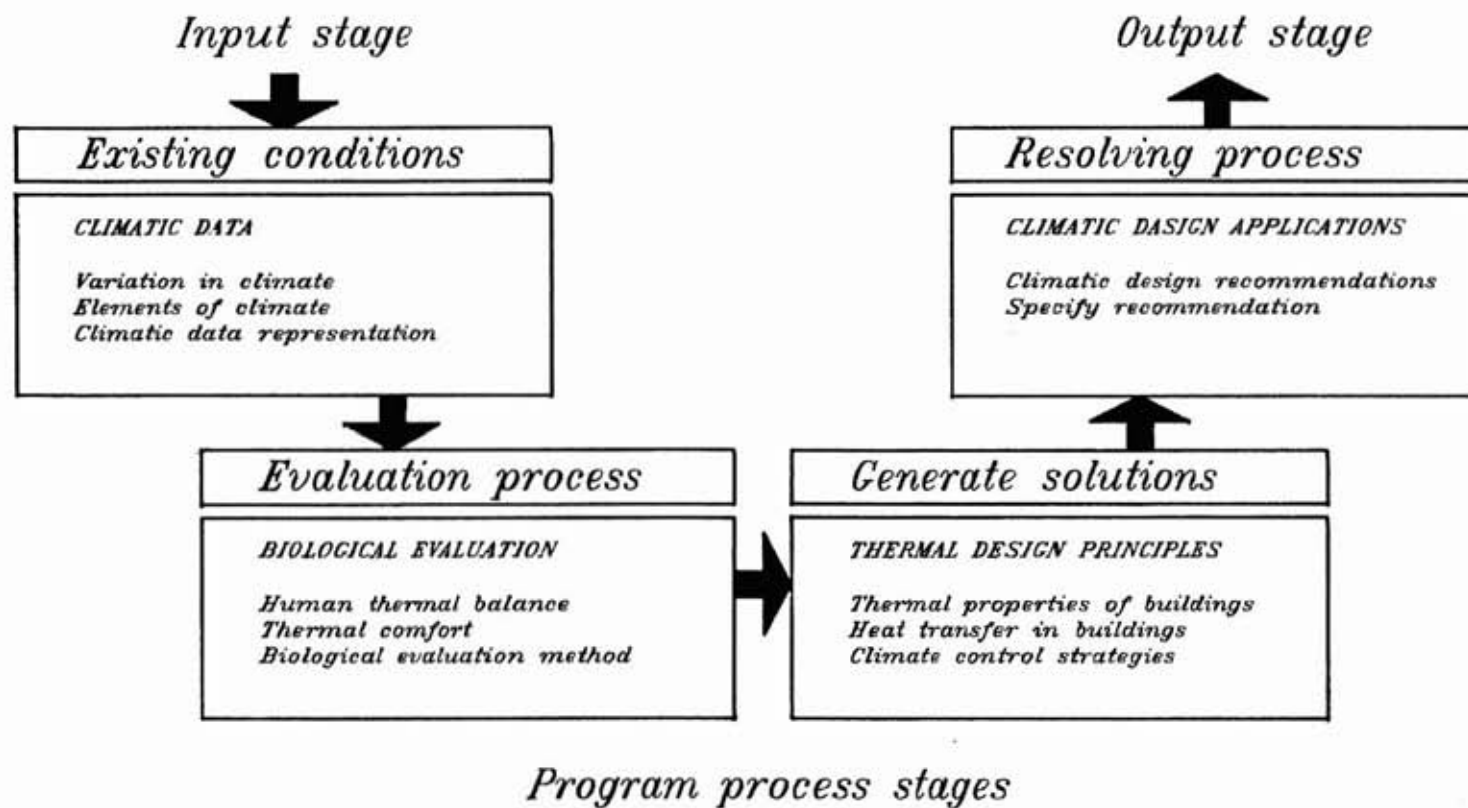 Input stage
Existing conditions
CLIMATIC DATA
Variation in climate
Elements of climate
Climatic data representation
Evaluation process
BIOLOGICAL EVALUATION
Human thermal balance
Thermal comfort
Biological evaluation method
Generate solutions
THERMAL DESIGN PRINCIPLES
Thermal properties of buildings
Heat transfer in buildings
Climate control strategies
Output stage
Resolving process
CLIMATIC DASIGN APPLICATIONS
Climatic design recommendations
Specify recommendation
Program process stages